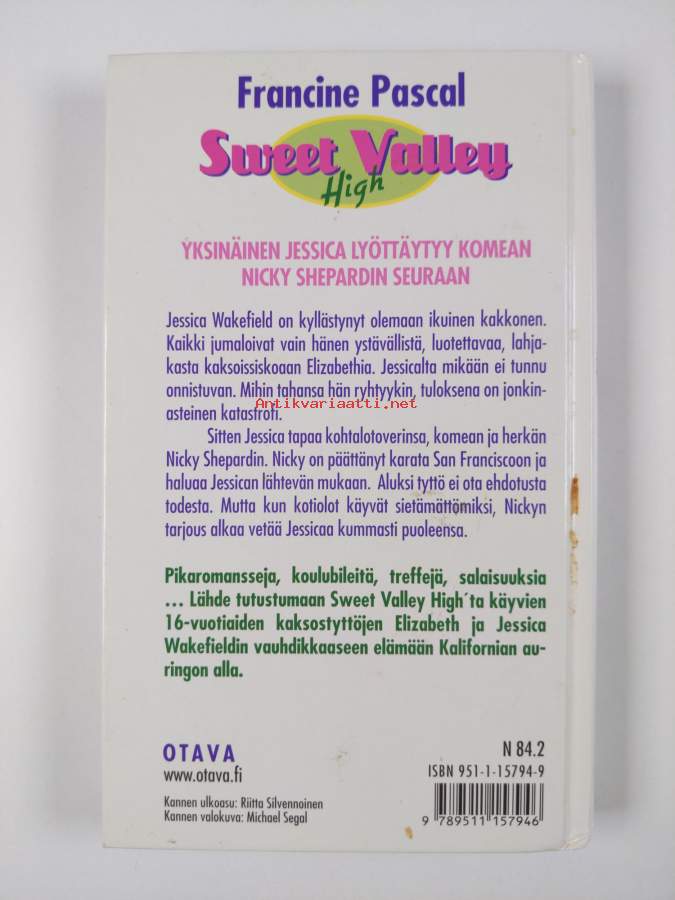 Francine Pascal
Sweet Valley
High
YKSINÄINEN JESSICA LYÖTTÄYTYY KOMEAN
NICKY SHEPARDIN SEURAAN
Jessica Wakefield on kyllästynyt olemaan ikuinen kakkonen.
Kaikki jumaloivat vain hänen ystävällistä, luotettavaa, lahja-
kasta kaksoissiskoaan Elizabethia. Jessicalta mikään ei tunnu
onnistuvan. Mihin tahansa hän ryhtyykin, tuloksena on jonkin-
asteinen katastrofi.
Antikvariaatti.net
Sitten Jessica tapaa kohtalotoverinsa, komean ja herkän
Nicky Shepardin. Nicky on päättänyt karata San Franciscoon ja
haluaa Jessican lähtevän mukaan. Aluksi tyttö ei ota ehdotusta
todesta. Mutta kun kotiolot käyvät sietämättömiksi, Nickyn
tarjous alkaa vetää Jessicaa kummasti puoleensa.
Pikaromansseja, koulubileitä, treffejä, salaisuuksia
... Lähde tutustumaan Sweet Valley High´ta käyvien
16-vuotiaiden kaksostyttöjen Elizabeth ja Jessica
Wakefieldin vauhdikkaaseen elämään Kalifornian au-
ringon alla.
OTAVA
www.otava.fi
Kannen ulkoasu: Riitta Silvennoinen
Kannen valokuva: Michael Segal
N 84.2
ISBN 951-1-15794-9
9 789511 157946